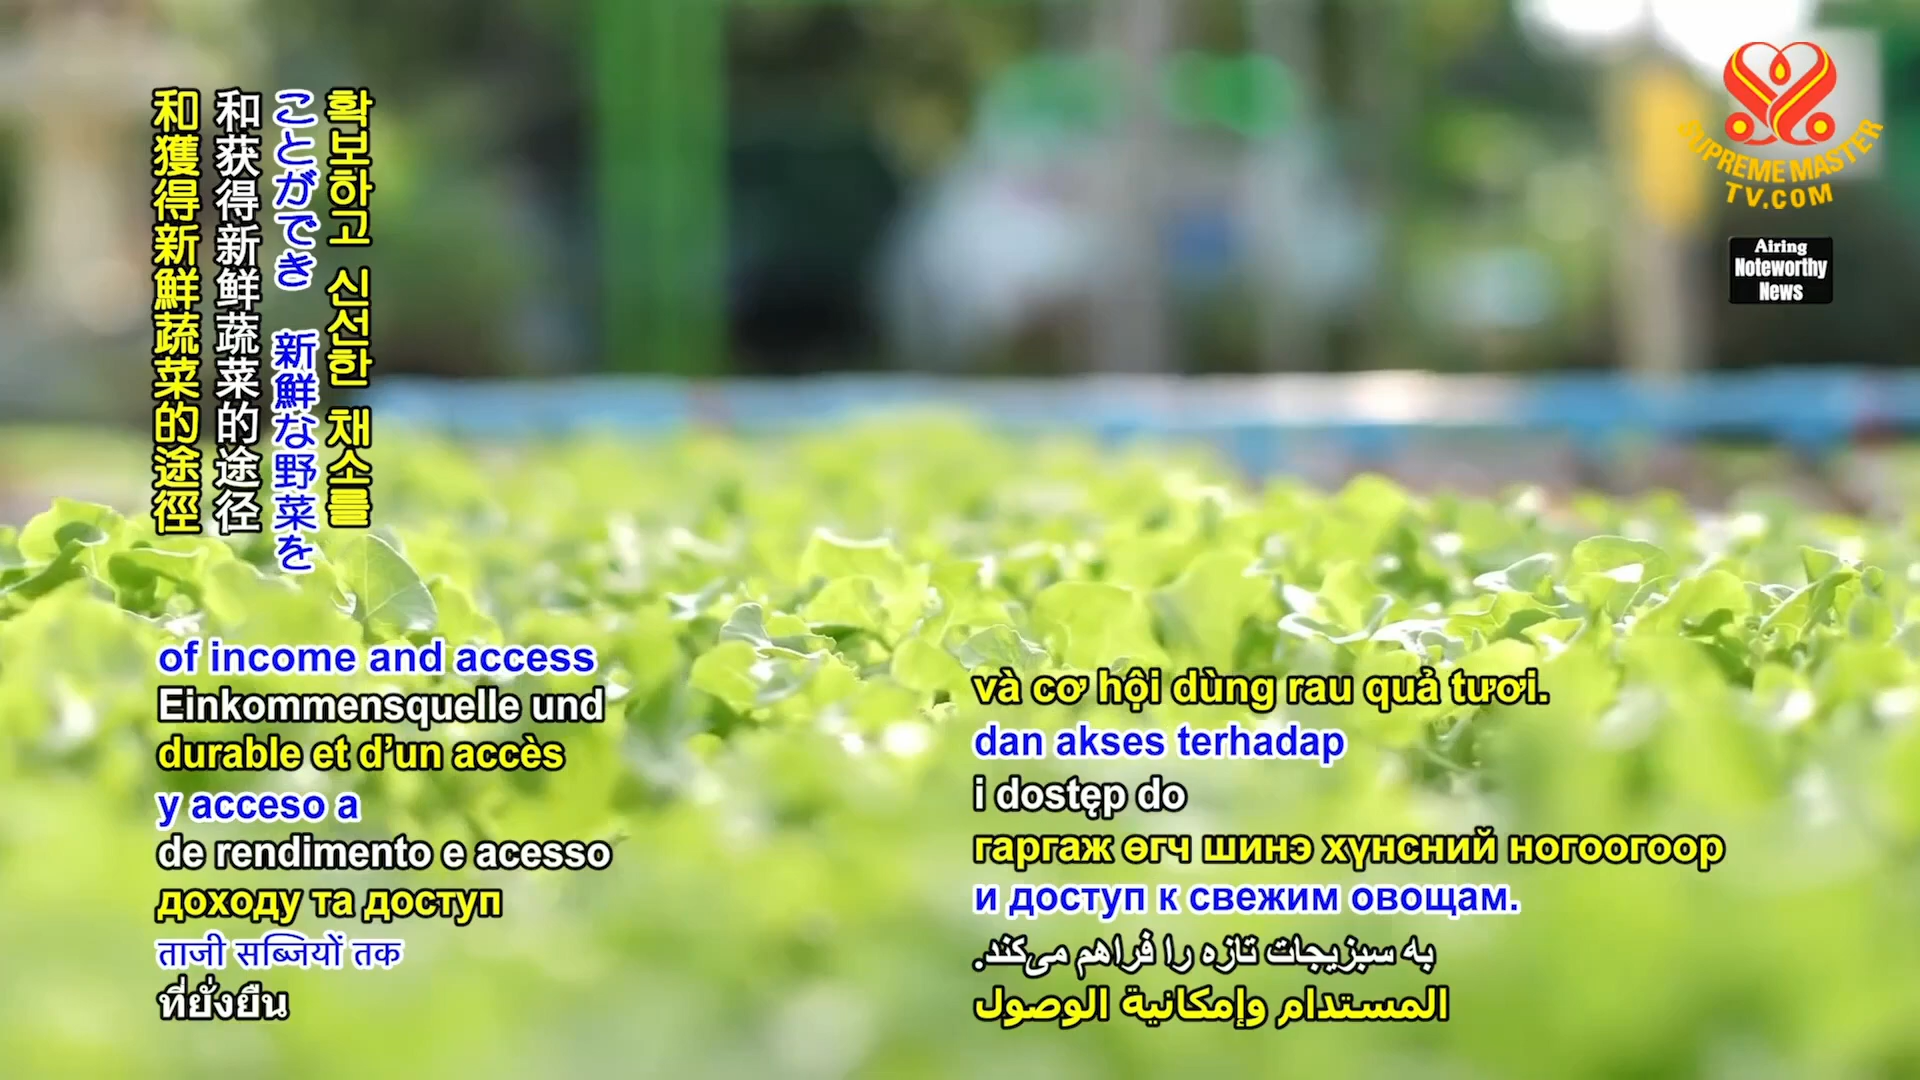 和獲得新鮮蔬菜的途徑
和获得新鲜蔬菜的途径
ことができ　新鮮な野菜を
확보하고 신선한 채소를
SUPREME MASTER
TV.COM
Airing
Noteworthy
News
of income and access
Einkommensquelle und
durable et d’un accès
y acceso a
de rendimento e acesso
доходу та доступ
ताजी सब्जियों तक
ที่ยั่งยืน
và cơ hội dùng rau quả tươi.
dan akses terhadap
i dostęp do
гаргаж өгч шинэ хүнсний ногоогоор
и доступ к свежим овощам.
به سبزیجات تازه را فراهم می‌کند.
المستدام وإمكانية الوصول